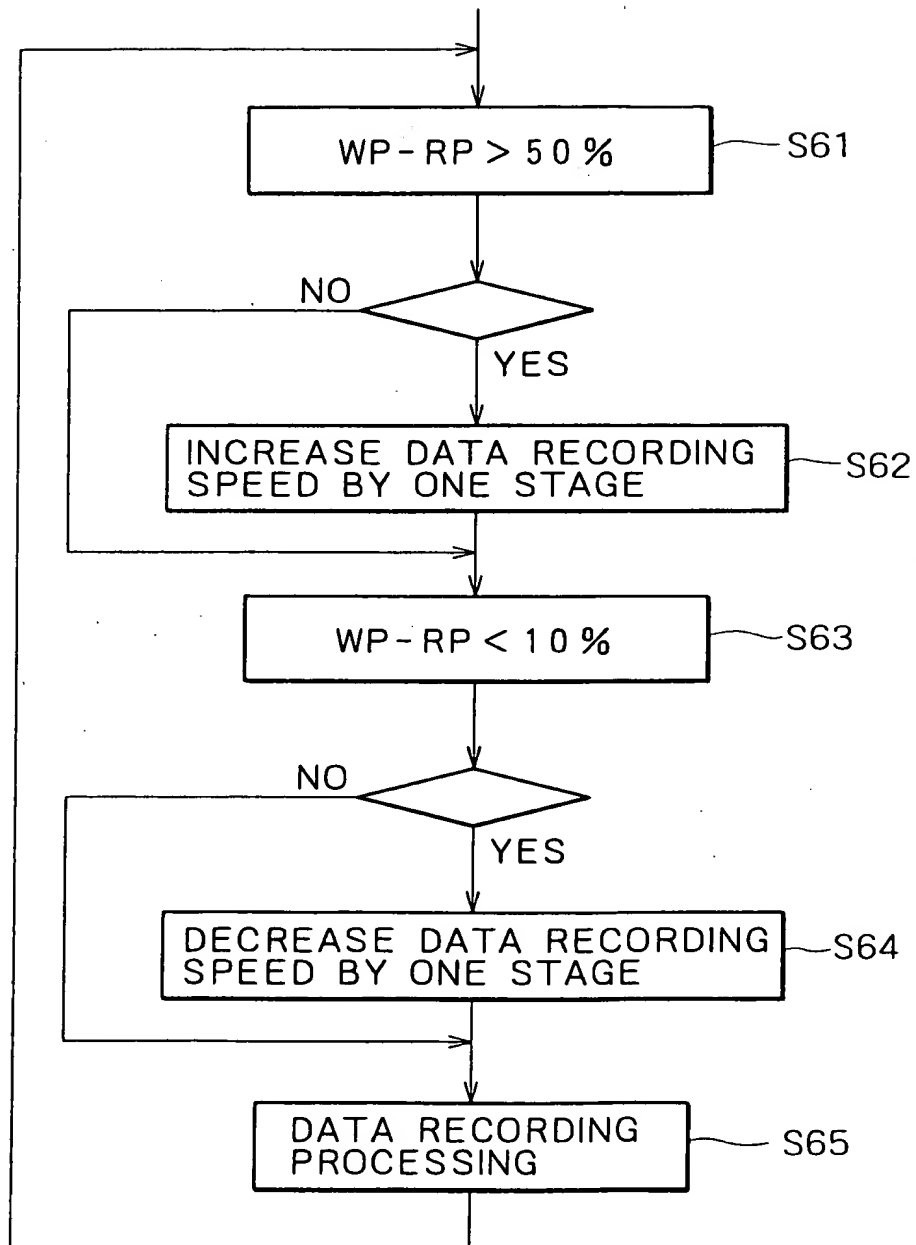 WP-RP > 50%
S61
NO
YES
INCREASE DATA RECORDING
SPEED BY ONE STAGE
S62
WP-RP < 10%
S63
NO
YES
DECREASE DATA RECORDING
SPEED BY ONE STAGE
S64
DATA RECORDING
PROCESSING
S65